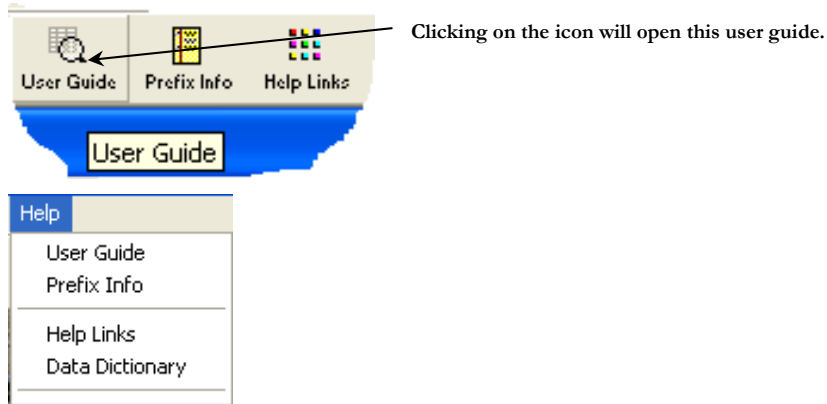 Clicking on the icon will open this user guide.
User Guide Prefix Info Help Links
User Guide
Help
User Guide
Prefix Info
Help Links
Data Dictionary